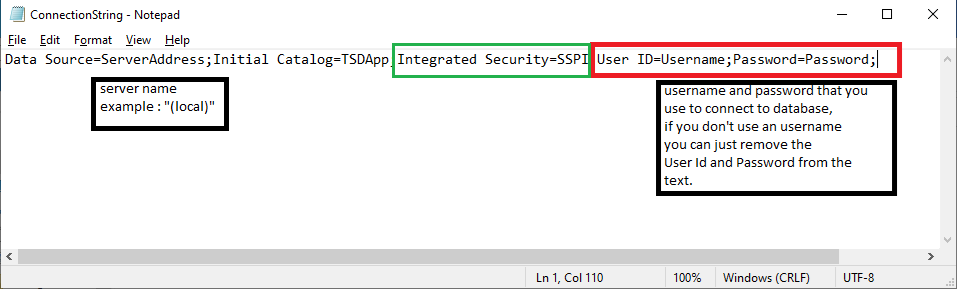 ConnectionString - Notepad
File Edit Format View Help
Data Source=ServerAddress;Initial Catalog=TSDApp Integrated Security=SSPI User ID=Username;Password=Password;
server name
example : "(local)"
username and password that you
use to connect to database,
if you don't use an username
you can just remove the
User Id and Password from the
text.
Ln 1, Col 110 100% Windows (CRLF) UTF-8